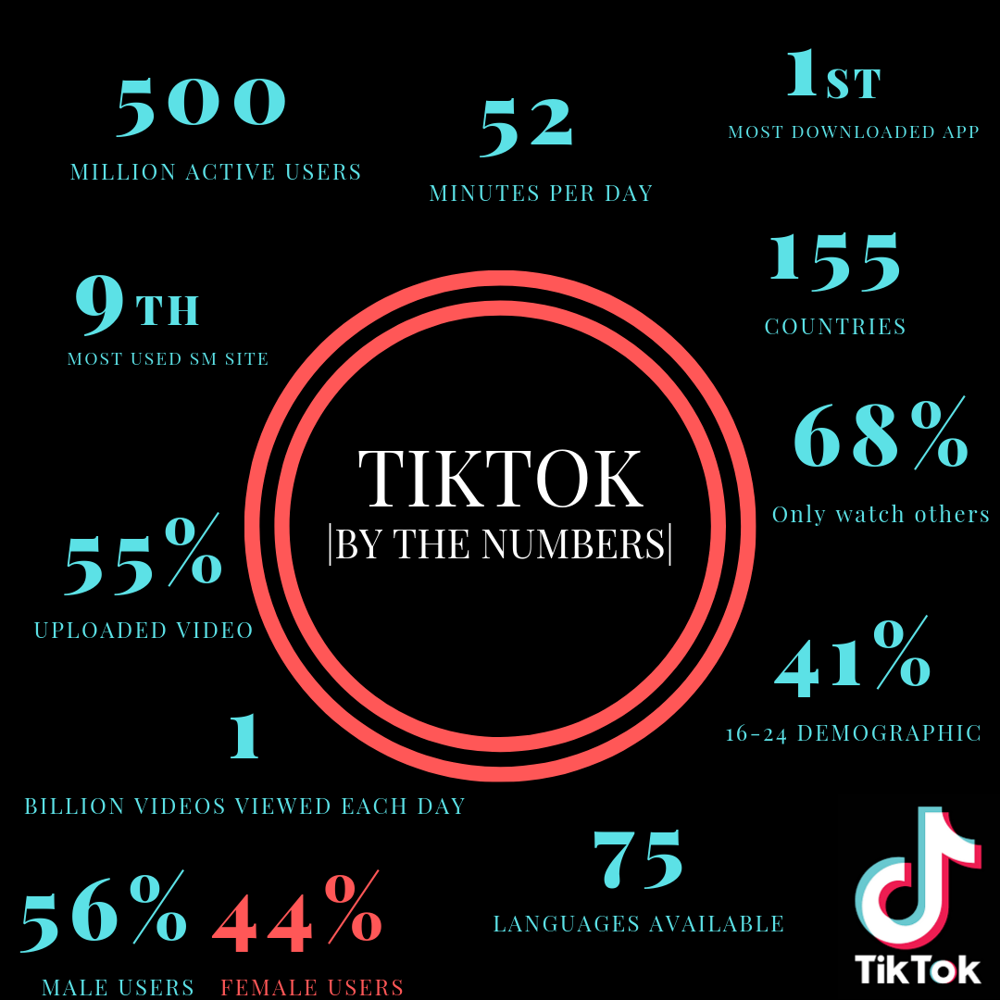 500
MILLION ACTIVE USERS
52
MINUTES PER DAY
1ST
MOST DOWNLOADED APP
9TH
MOST USED SM SITE
155
COUNTRIES
TIKTOK
|BY THE NUMBERS|
68%
Only watch others
55%
UPLOADED VIDEO
41%
16-24 DEMOGRAPHIC
1
BILLION VIDEOS VIEWED EACH DAY
75
LANGUAGES AVAILABLE
56%
MALE USERS
44%
FEMALE USERS
TikTok